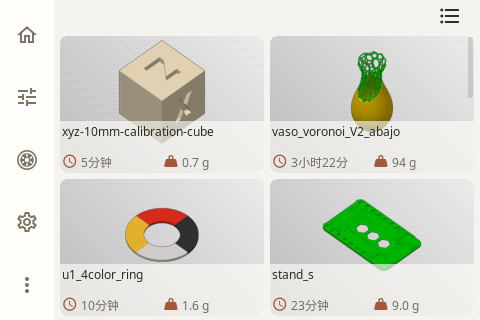 xyz-10mm-calibration-cube
vaso_voronoi_V2_abajo
5分钟
0.7 g
3小时22分
94 g
u1_4color_ring
stand_s
10分钟
1.6 g
23分钟
9.0 g